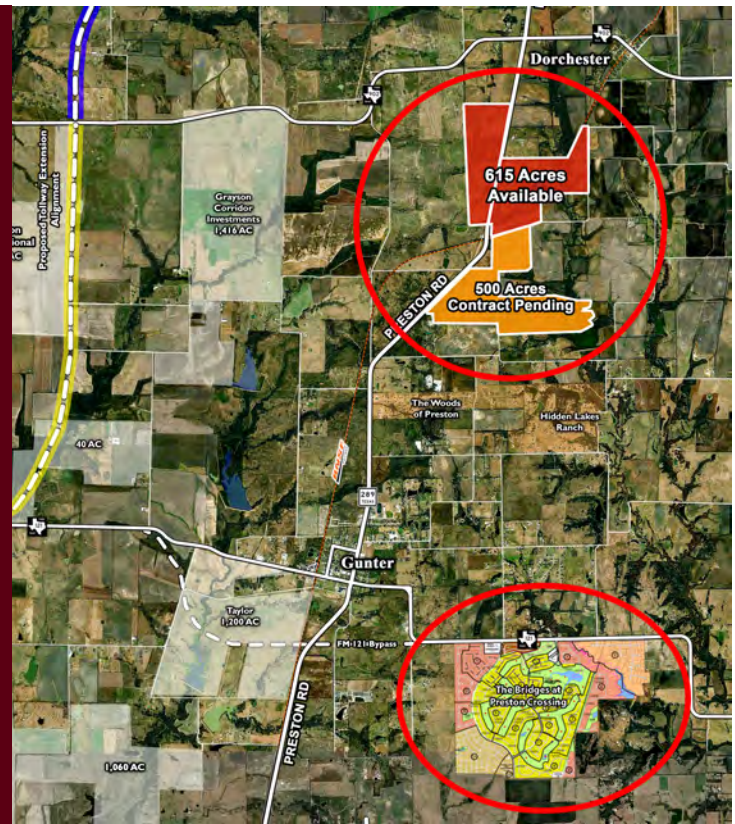 Dorchester
615 Acres
Available
Grayson
Corridor
Investments
1,416 AC
Proposed Tollway Extension
Alignment
500 Acres
Contract Pending
PRESTON RD
The Woods
of Preston
Hidden Lakes
Ranch
40 AC
289
TEXAS
Gunter
Taylor
1,200 AC
FM-121 Bypass
The Bridges at
Preston Crossing
PRESTON RD
1,060 AC